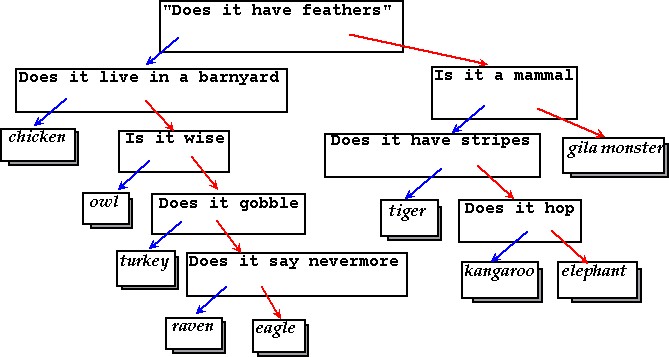 "Does it have feathers"
Does it live in a barnyard
Is it a mammal
chicken
Is it wise
Does it have stripes
gila monster
owl
Does it gobble
tiger
Does it hop
turkey
Does it say nevermore
kangaroo
elephant
raven
eagle